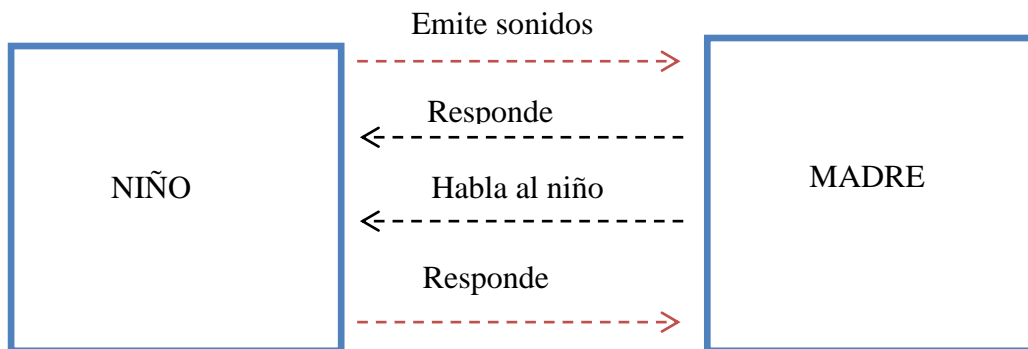 Emite sonidos
Responde
NIÑO
Habla al niño
MADRE
Responde